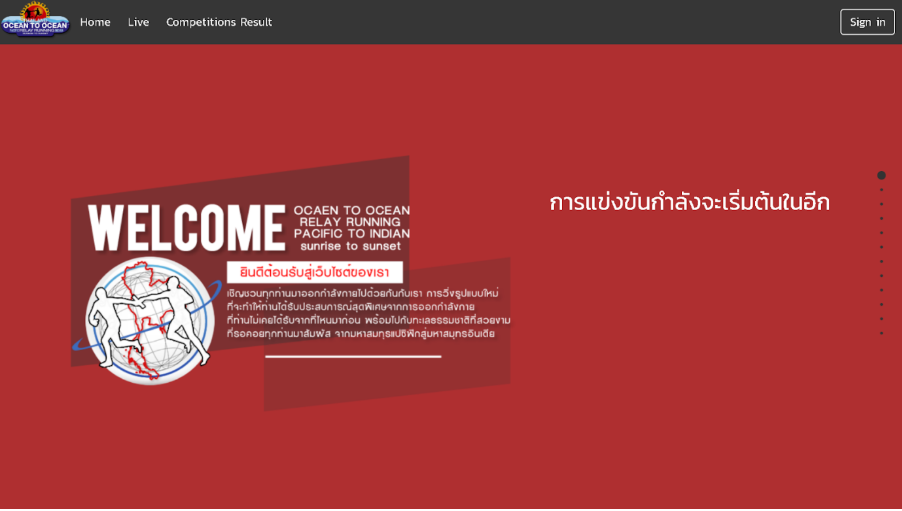 OCEAN TO OCEAN
Home
Live
Competitions Result
Sign in
WELCOME
OCAEN TO OCEAN
RELAY RUNNING
PACIFIC TO INDIAN
sunrise to sunset
ยินดีต้อนรับสู่เว็บไซต์ของเรา
เชิญชวนทุกท่านมาออกกำลังกายไปด้วยกันกับเรา การวิ่งรูปแบบใหม่
ที่จะทำให้ท่านได้รับประสบการณ์สุดพิเศษจากการออกกำลังกาย
ที่ท่านไม่เคยได้รับจากที่ไหนมาก่อน พร้อมไปกับทะเลธรรมชาติที่สวยงาม
ที่รอคอยทุกท่านมาสัมผัส จากมหาสมุทรแปซิฟิกสู่มหาสมุทรอินเดีย
การแข่งขันกำลังจะเริ่มต้นในอีก